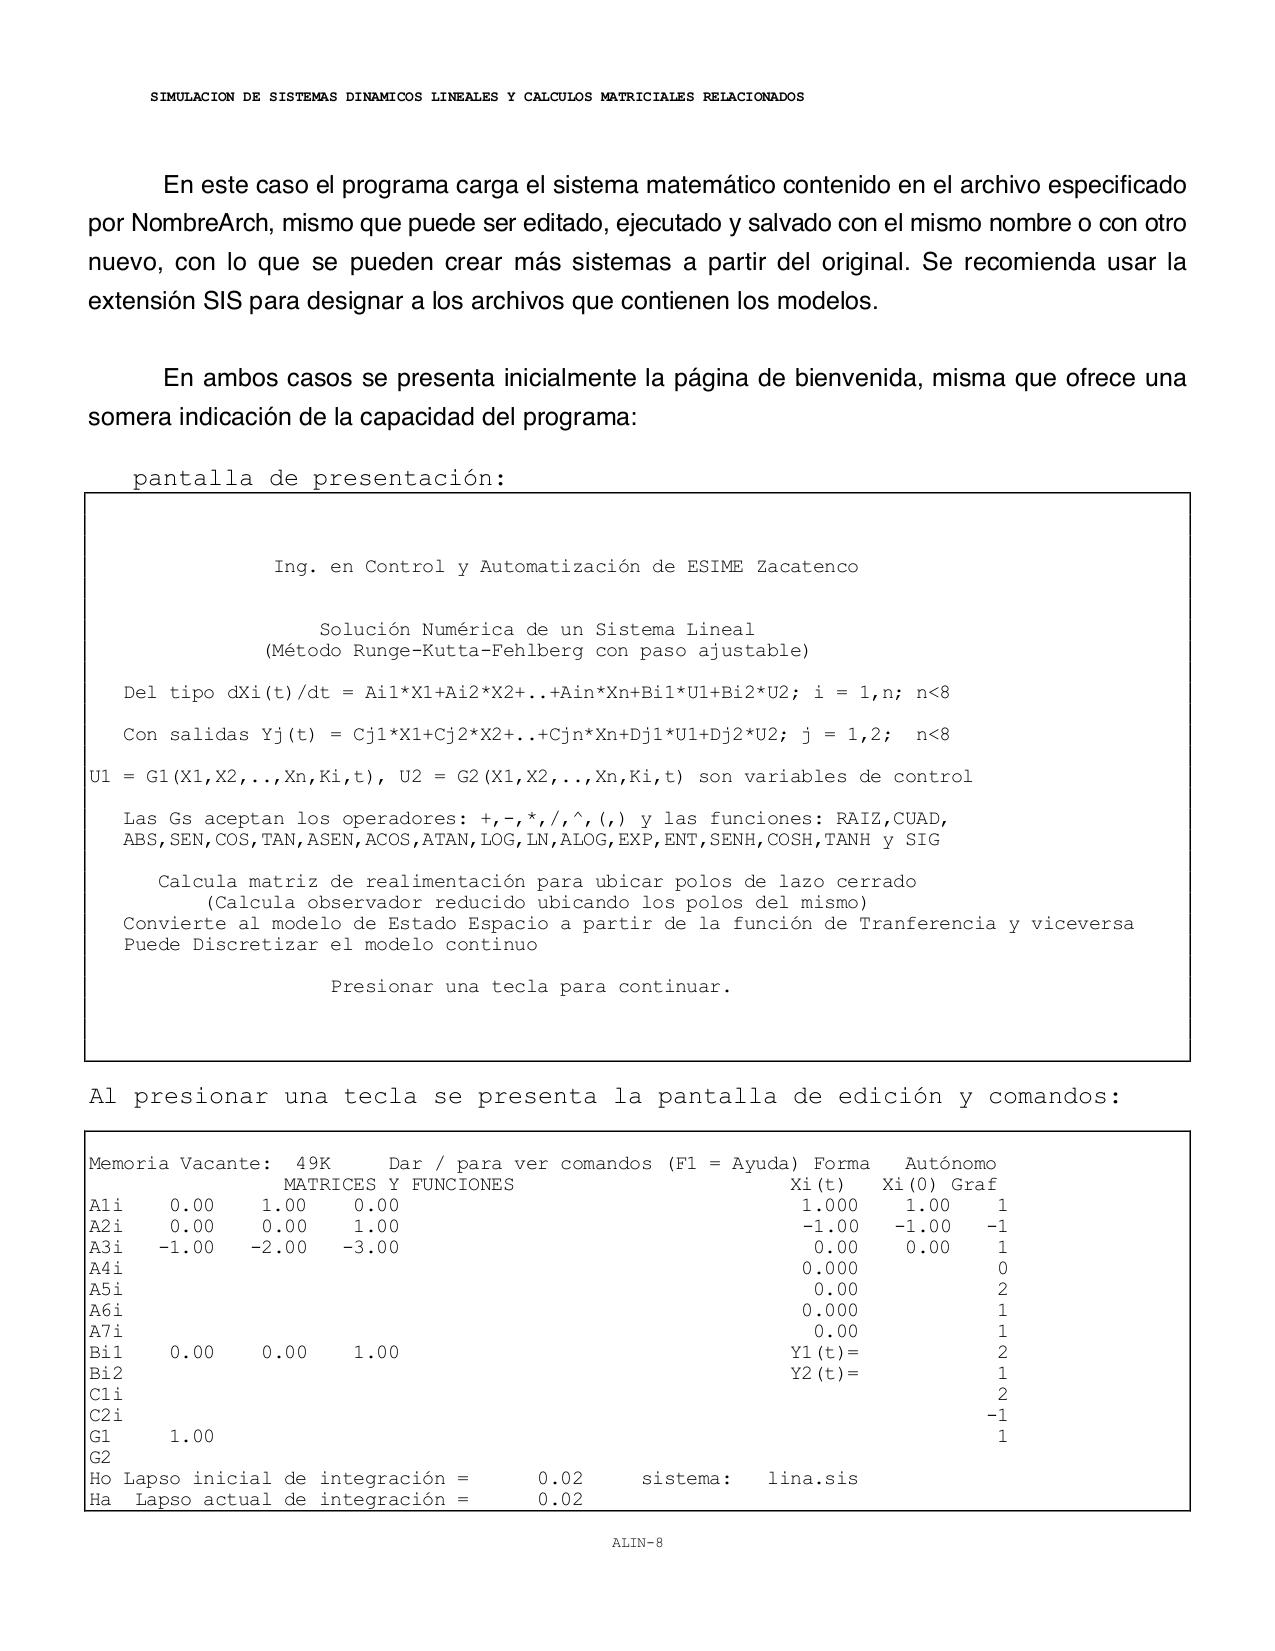 SIMULACION DE SISTEMAS DINAMICOS LINEALES Y CALCULOS MATRICIALES RELACIONADOS
En este caso el programa carga el sistema matemático contenido en el archivo especificado
por NombreArch, mismo que puede ser editado, ejecutado y salvado con el mismo nombre o con otro
nuevo, con lo que se pueden crear más sistemas a partir del original. Se recomienda usar la
extensión SIS para designar a los archivos que contienen los modelos.
En ambos casos se presenta inicialmente la página de bienvenida, misma que ofrece una
somera indicación de la capacidad del programa:
pantalla de presentación:
Ing. en Control y Automatización de ESIME Zacatenco
Solución Numérica de un Sistema Lineal
(Método Runge-Kutta-Fehlberg con paso ajustable)
Del tipo dXi(t)/dt = Ai1*X1+Ai2*X2+..+Ain*Xn+Bi1*U1+Bi2*U2; i = 1,n; n<8
Con salidas Yj(t) = Cj1*X1+Cj2*X2+..+Cjn*Xn+Dj1*U1+Dj2*U2; j = 1,2;  n<8
U1 = G1(X1,X2,..,Xn,Ki,t), U2 = G2(X1,X2,..,Xn,Ki,t) son variables de control
Las Gs aceptan los operadores: +,-,*,/,^,(,) y las funciones: RAIZ,CUAD,
ABS,SEN,COS,TAN,ASEN,ACOS,ATAN,LOG,LN,ALOG,EXP,ENT,SENH,COSH,TANH y SIG
Calcula matriz de realimentación para ubicar polos de lazo cerrado
(Calcula observador reducido ubicando los polos del mismo)
Convierte al modelo de Estado Espacio a partir de la función de Tranferencia y viceversa
Puede Discretizar el modelo continuo
Presionar una tecla para continuar.
Al presionar una tecla se presenta la pantalla de edición y comandos:
Memoria Vacante:  49K     Dar / para ver comandos (F1 = Ayuda) Forma   Autónomo
MATRICES Y FUNCIONES                        Xi(t)   Xi(0) Graf
A1i    0.00    1.00    0.00                                   1.000    1.00    1
A2i    0.00    0.00    1.00                                   -1.00   -1.00   -1
A3i   -1.00   -2.00   -3.00                                    0.00    0.00    1
A4i                                                           0.000            0
A5i                                                            0.00            2
A6i                                                           0.000            1
A7i                                                            0.00            1
Bi1    0.00    0.00    1.00                                  Y1(t)=            2
Bi2                                                          Y2(t)=            1
C1i                                                                            2
C2i                                                                           -1
G1     1.00                                                                    1
G2
Ho Lapso inicial de integración =      0.02     sistema:   lina.sis
Ha  Lapso actual de integración =      0.02
ALIN-8